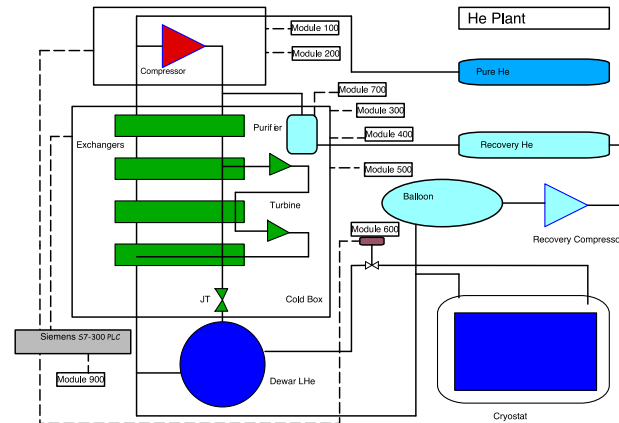 He Plant
Module 100
Module 200
Compressor
Pure He
Module 700
Module 300
Purifier
Module 400
Exchangers
Recovery He
Module 500
Turbine
Balloon
Module 600
Recovery Compressor
JT
Cold Box
Siemens S7-300 PLC
Module 900
Dewar LHe
Cryostat